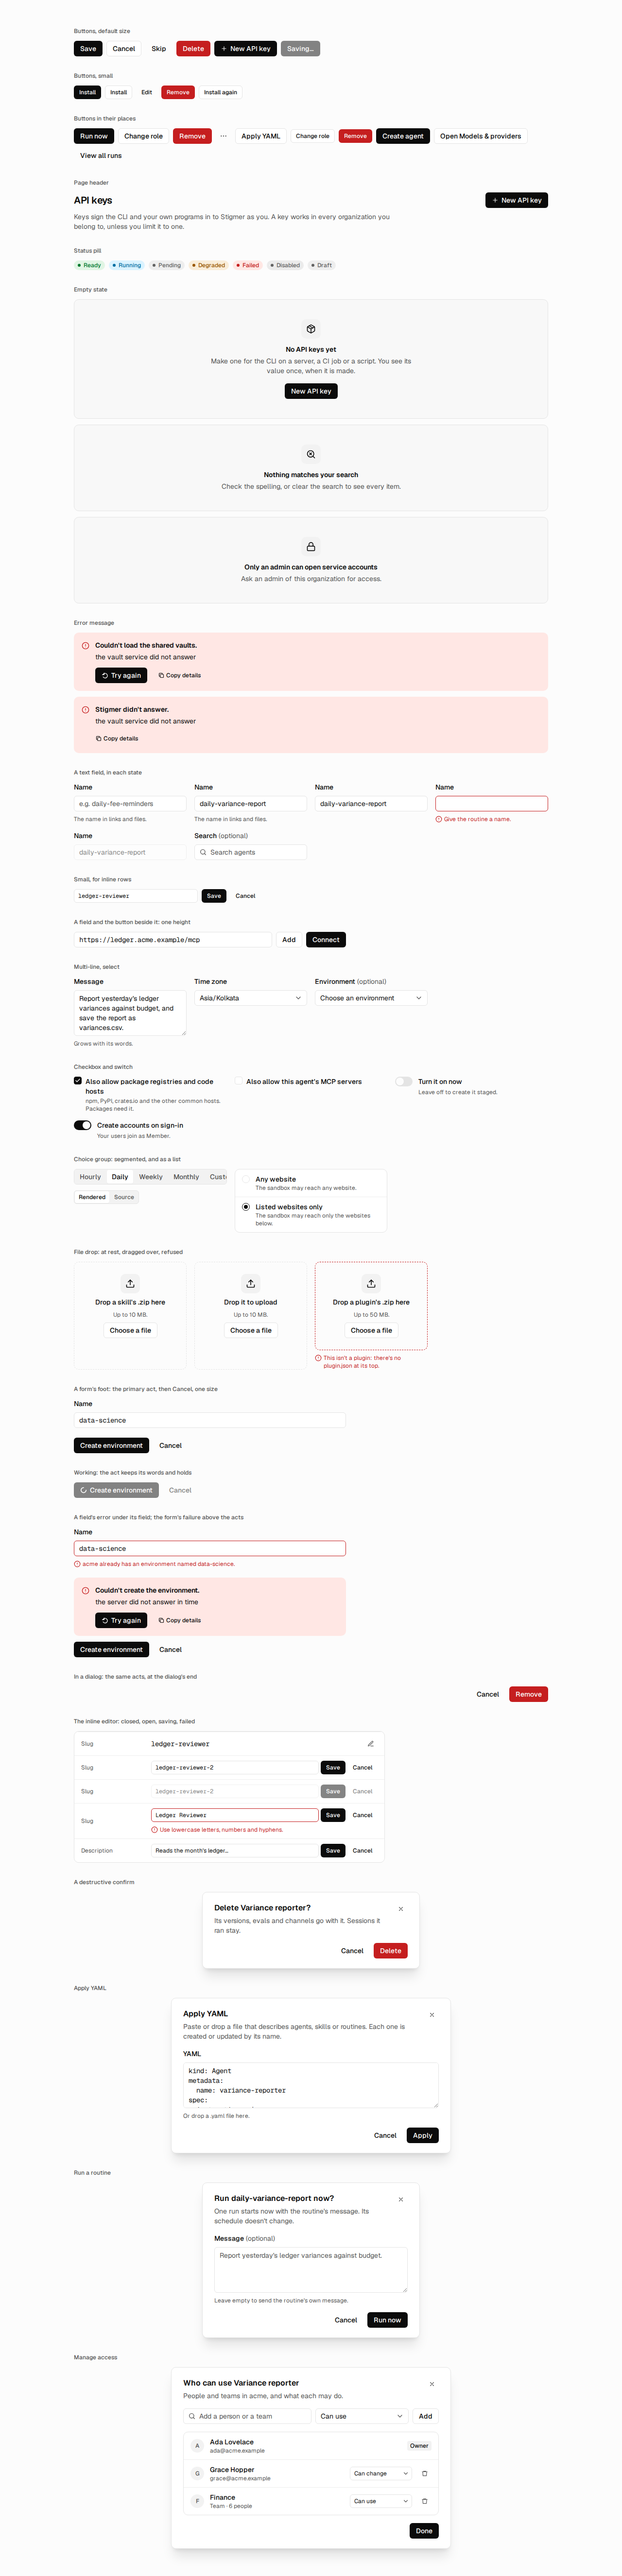 Buttons, default size
Save Cancel Skip Delete + New API key Saving…
Buttons, small
Install Install Edit Remove Install again
Buttons in their places
Run now Change role Remove ··· Apply YAML Change role Remove Create agent Open Models & providers
View all runs
Page header
API keys
+ New API key
Keys sign the CLI and your own programs in to Stigmer as you. A key works in every organization you
belong to, unless you limit it to one.
Status pill
Ready Running Pending Degraded Failed Disabled Draft
Empty state
No API keys yet
Make one for the CLI on a server, a CI job or a script. You see its
value once, when it is made.
New API key
Nothing matches your search
Check the spelling, or clear the search to see every item.
Only an admin can open service accounts
Ask an admin of this organization for access.
Error message
Couldn't load the shared vaults.
the vault service did not answer
Try again Copy details
Stigmer didn't answer.
the vault service did not answer
Copy details
A text field, in each state
Name Name Name Name
e.g. daily-fee-reminders daily-variance-report daily-variance-report
The name in links and files. The name in links and files. Give the routine a name.
Name Search (optional)
daily-variance-report Search agents
Small, for inline rows
ledger-reviewer Save Cancel
A field and the button beside it: one height
https://ledger.acme.example/mcp Add Connect
Multi-line, select
Message Time zone Environment (optional)
Report yesterday's ledger
variances against budget, and
save the report as
variances.csv.
Asia/Kolkata Choose an environment
Grows with its words.
Checkbox and switch
Also allow package registries and code
hosts
npm, PyPI, crates.io and the other common hosts.
Packages need it.
Also allow this agent's MCP servers
Turn it on now
Leave off to create it staged.
Create accounts on sign-in
Your users join as Member.
Choice group: segmented, and as a list
Hourly Daily Weekly Monthly Custo
Rendered Source
Any website
The sandbox may reach any website.
Listed websites only
The sandbox may reach only the websites
below.
File drop: at rest, dragged over, refused
Drop a skill's .zip here Drop it to upload Drop a plugin's .zip here
Up to 10 MB. Up to 10 MB. Up to 50 MB.
Choose a file Choose a file Choose a file
This isn't a plugin: there's no
plugin.json at its top.
A form's foot: the primary act, then Cancel, one size
Name
data-science
Create environment Cancel
Working: the act keeps its words and holds
Create environment Cancel
A field's error under its field; the form's failure above the acts
Name
data-science
acme already has an environment named data-science.
Couldn't create the environment.
the server did not answer in time
Try again Copy details
Create environment Cancel
In a dialog: the same acts, at the dialog's end
Cancel Remove
The inline editor: closed, open, saving, failed
Slug ledger-reviewer
Slug ledger-reviewer-2 Save Cancel
Slug ledger-reviewer-2 Save Cancel
Slug Ledger Reviewer Save Cancel
Use lowercase letters, numbers and hyphens.
Description Reads the month's ledger… Save Cancel
A destructive confirm
Delete Variance reporter?
Its versions, evals and channels go with it. Sessions it
ran stay.
Cancel Delete
Apply YAML
Apply YAML
Paste or drop a file that describes agents, skills or routines. Each one is
created or updated by its name.
YAML
kind: Agent
metadata:
name: variance-reporter
spec:
Or drop a .yaml file here.
Cancel Apply
Run a routine
Run daily-variance-report now?
One run starts now with the routine's message. Its
schedule doesn't change.
Message (optional)
Report yesterday's ledger variances against budget.
Leave empty to send the routine's own message.
Cancel Run now
Manage access
Who can use Variance reporter
People and teams in acme, and what each may do.
Add a person or a team Can use Add
A Ada Lovelace Owner
ada@acme.example
G Grace Hopper Can change
grace@acme.example
F Finance Can use
Team · 6 people
Done